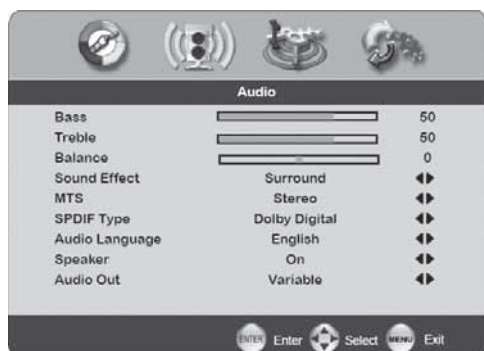 Audio
Bass 50
Treble 50
Balance 0
Sound Effect Surround
MTS Stereo
SPDIF Type Dolby Digital
Audio Language English
Speaker On
Audio Out Variable
ENTER Enter Select MENU Exit